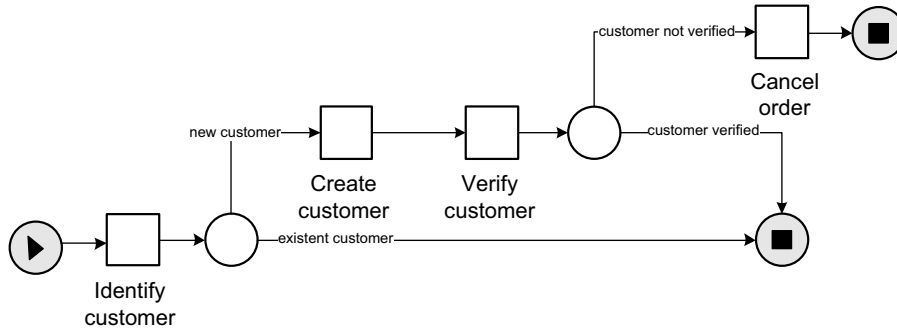 customer not verified
Cancel
order
new customer
customer verified
Create
customer
Verify
customer
existent customer
Identify
customer